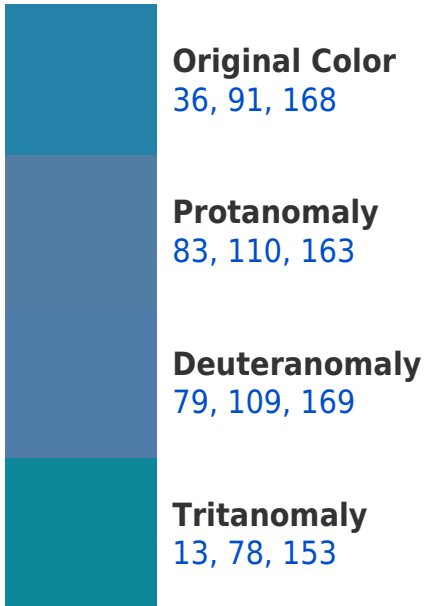 Original Color
36, 91, 168
Protanomaly
83, 110, 163
Deuteranomaly
79, 109, 169
Tritanomaly
13, 78, 153